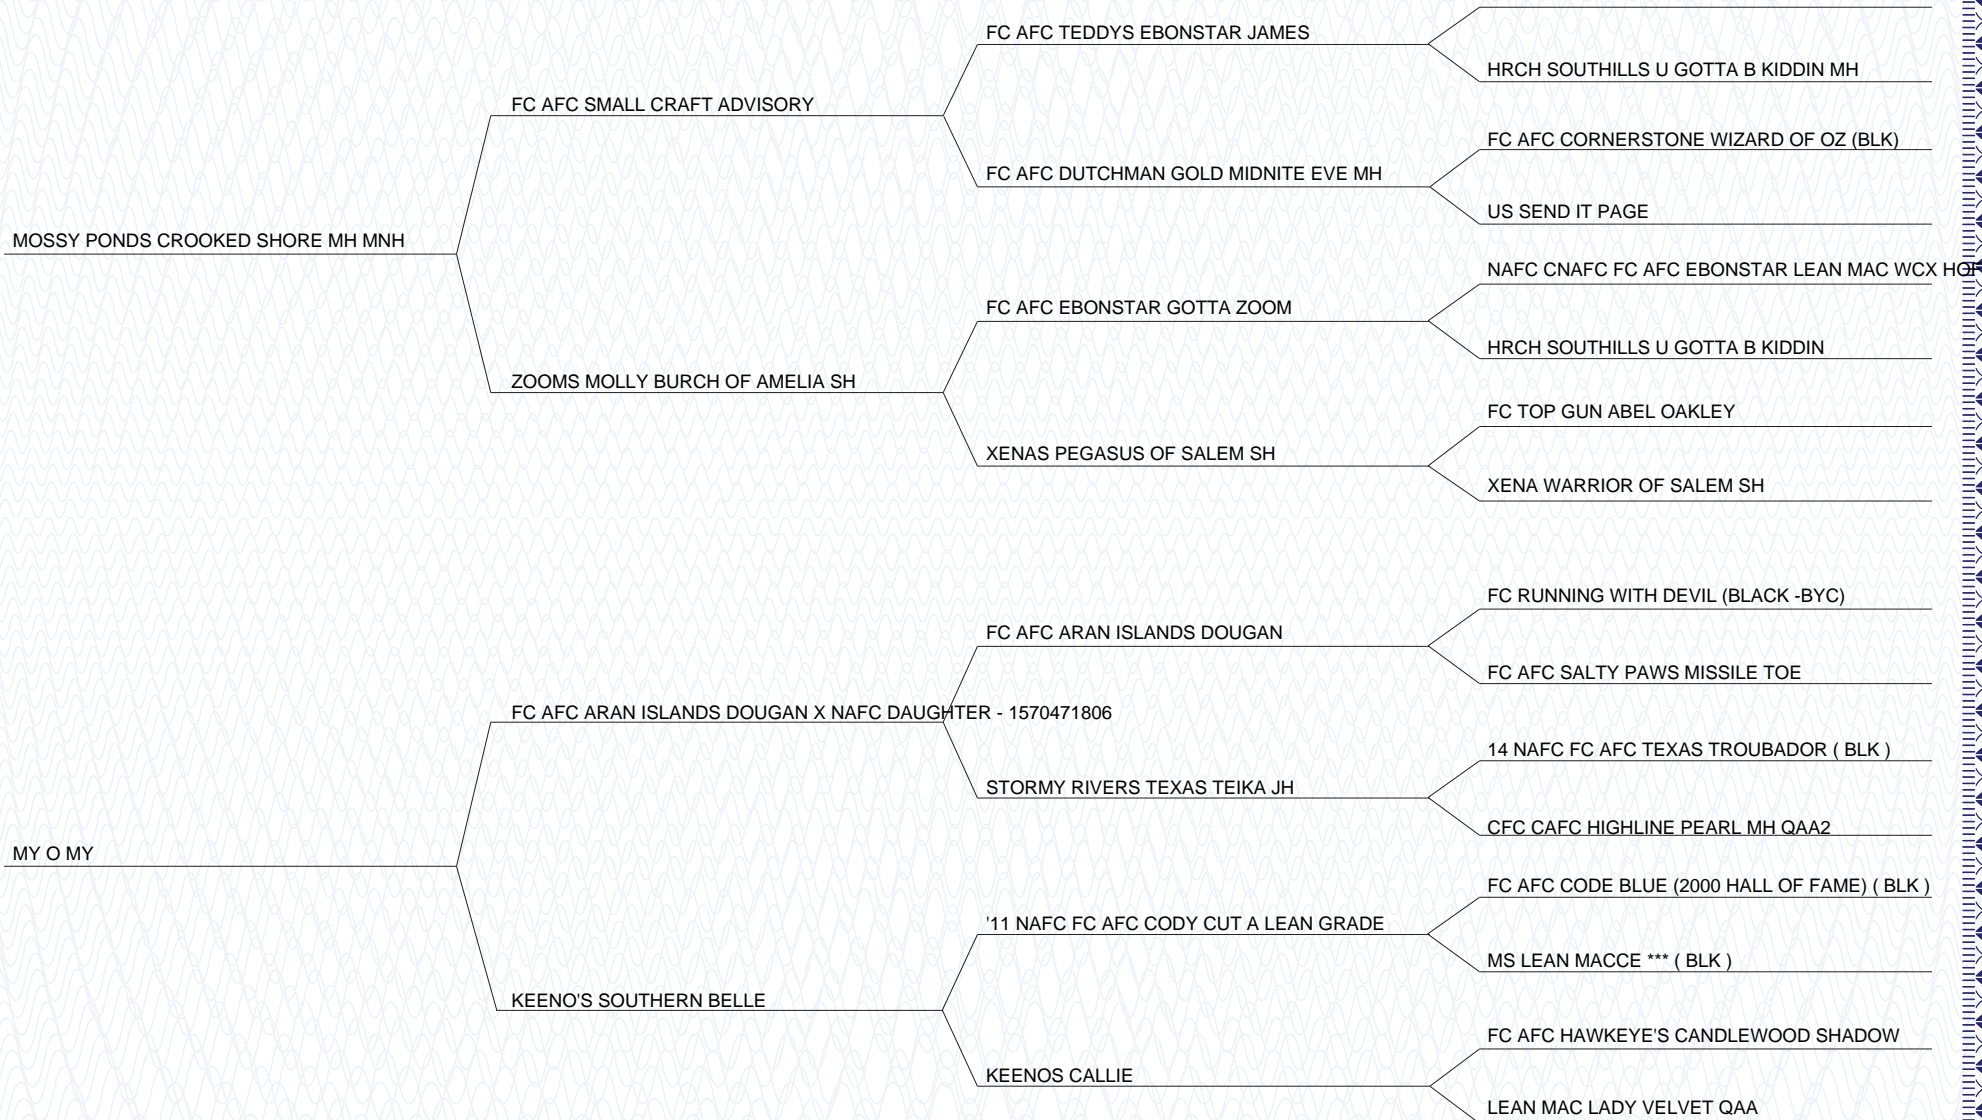 FC AFC TEDDYS EBONSTAR JAMES
HRCH SOUTHILLS U GOTTA B KIDDIN MH
FC AFC SMALL CRAFT ADVISORY
FC AFC CORNERSTONE WIZARD OF OZ (BLK)
FC AFC DUTCHMAN GOLD MIDNITE EVE MH
US SEND IT PAGE
MOSSY PONDS CROOKED SHORE MH MNH
NAFC CNAFC FC AFC EBONSTAR LEAN MAC WCX
FC AFC EBONSTAR GOTTA ZOOM
HRCH SOUTHILLS U GOTTA B KIDDIN
ZOOMS MOLLY BURCH OF AMELIA SH
FC TOP GUN ABEL OAKLEY
XENAS PEGASUS OF SALEM SH
XENA WARRIOR OF SALEM SH
FC RUNNING WITH DEVIL (BLACK -BYC)
FC AFC ARAN ISLANDS DOUGAN
FC AFC SALTY PAWS MISSILE TOE
FC AFC ARAN ISLANDS DOUGAN X NAFC DAUGHTER - 1570471806
14 NAFC FC AFC TEXAS TROUBADOR ( BLK )
STORMY RIVERS TEXAS TEIKA JH
CFC CAFC HIGHLINE PEARL MH QAA2
MY O MY
FC AFC CODE BLUE (2000 HALL OF FAME) ( BLK )
'11 NAFC FC AFC CODY CUT A LEAN GRADE
MS LEAN MACCE *** ( BLK )
KEENO'S SOUTHERN BELLE
FC AFC HAWKEYE'S CANDLEWOOD SHADOW
KEENOS CALLIE
LEAN MAC LADY VELVET QAA